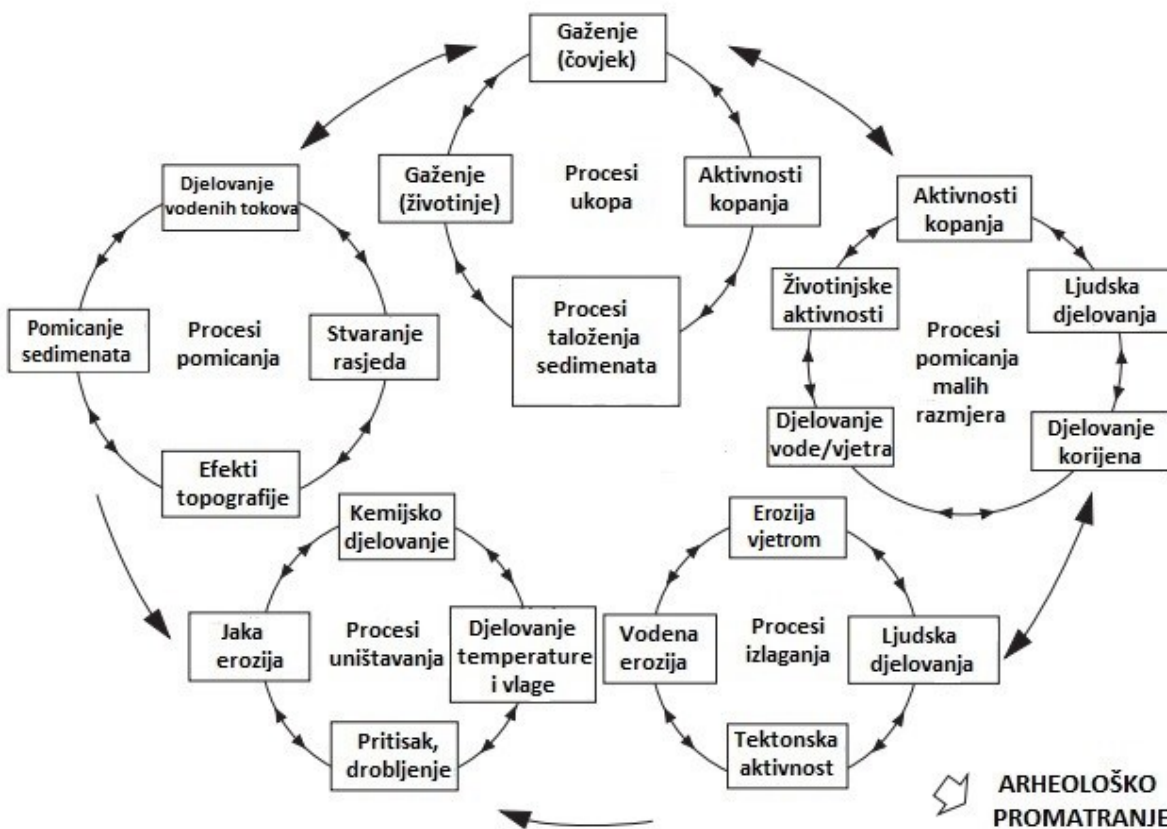 Gaženje
(čovjek)
Gaženje
(životinje)
Procesi
ukopa
Aktivnosti
kopanja
Procesi
taloženja
sedimenata
Djelovanje
vodenih tokova
Pomicanje
sedimenata
Procesi
pomicanja
Stvaranje
rasjeda
Efekti
topografije
Aktivnosti
kopanja
Životinjske
aktivnosti
Ljudska
djelovanja
Procesi
pomicanja
malih
razmjera
Djelovanje
vode/vjetra
Djelovanje
korijena
Kemijsko
djelovanje
Jaka
erozija
Procesi
uništavanja
Djelovanje
temperature
i vlage
Pritisak,
drobljenje
Erozija
vjetrom
Vodena
erozija
Procesi
izlaganja
Ljudska
djelovanja
Tektonska
aktivnost
ARHEOLOŠKO
PROMATRANJE